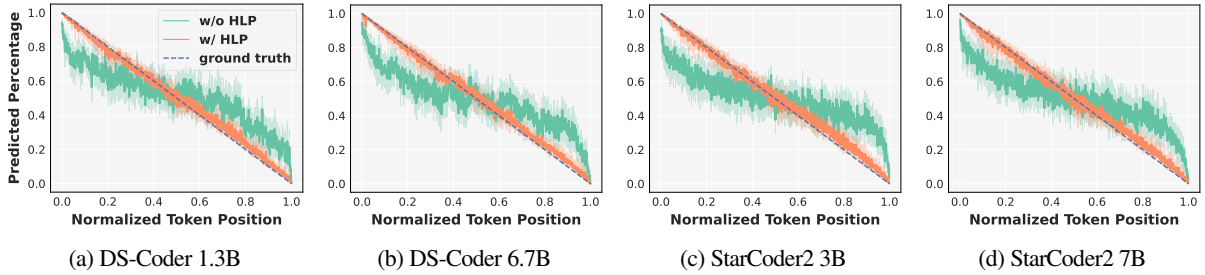 w/o HLP
w/ HLP
ground truth
Predicted Percentage
1.0
0.8
0.6
0.4
0.2
0.0
0.0 0.2 0.4 0.6 0.8 1.0
Normalized Token Position
(a) DS-Coder 1.3B
1.0
0.8
0.6
0.4
0.2
0.0
0.0 0.2 0.4 0.6 0.8 1.0
Normalized Token Position
(b) DS-Coder 6.7B
1.0
0.8
0.6
0.4
0.2
0.0
0.0 0.2 0.4 0.6 0.8 1.0
Normalized Token Position
(c) StarCoder2 3B
1.0
0.8
0.6
0.4
0.2
0.0
0.0 0.2 0.4 0.6 0.8 1.0
Normalized Token Position
(d) StarCoder2 7B